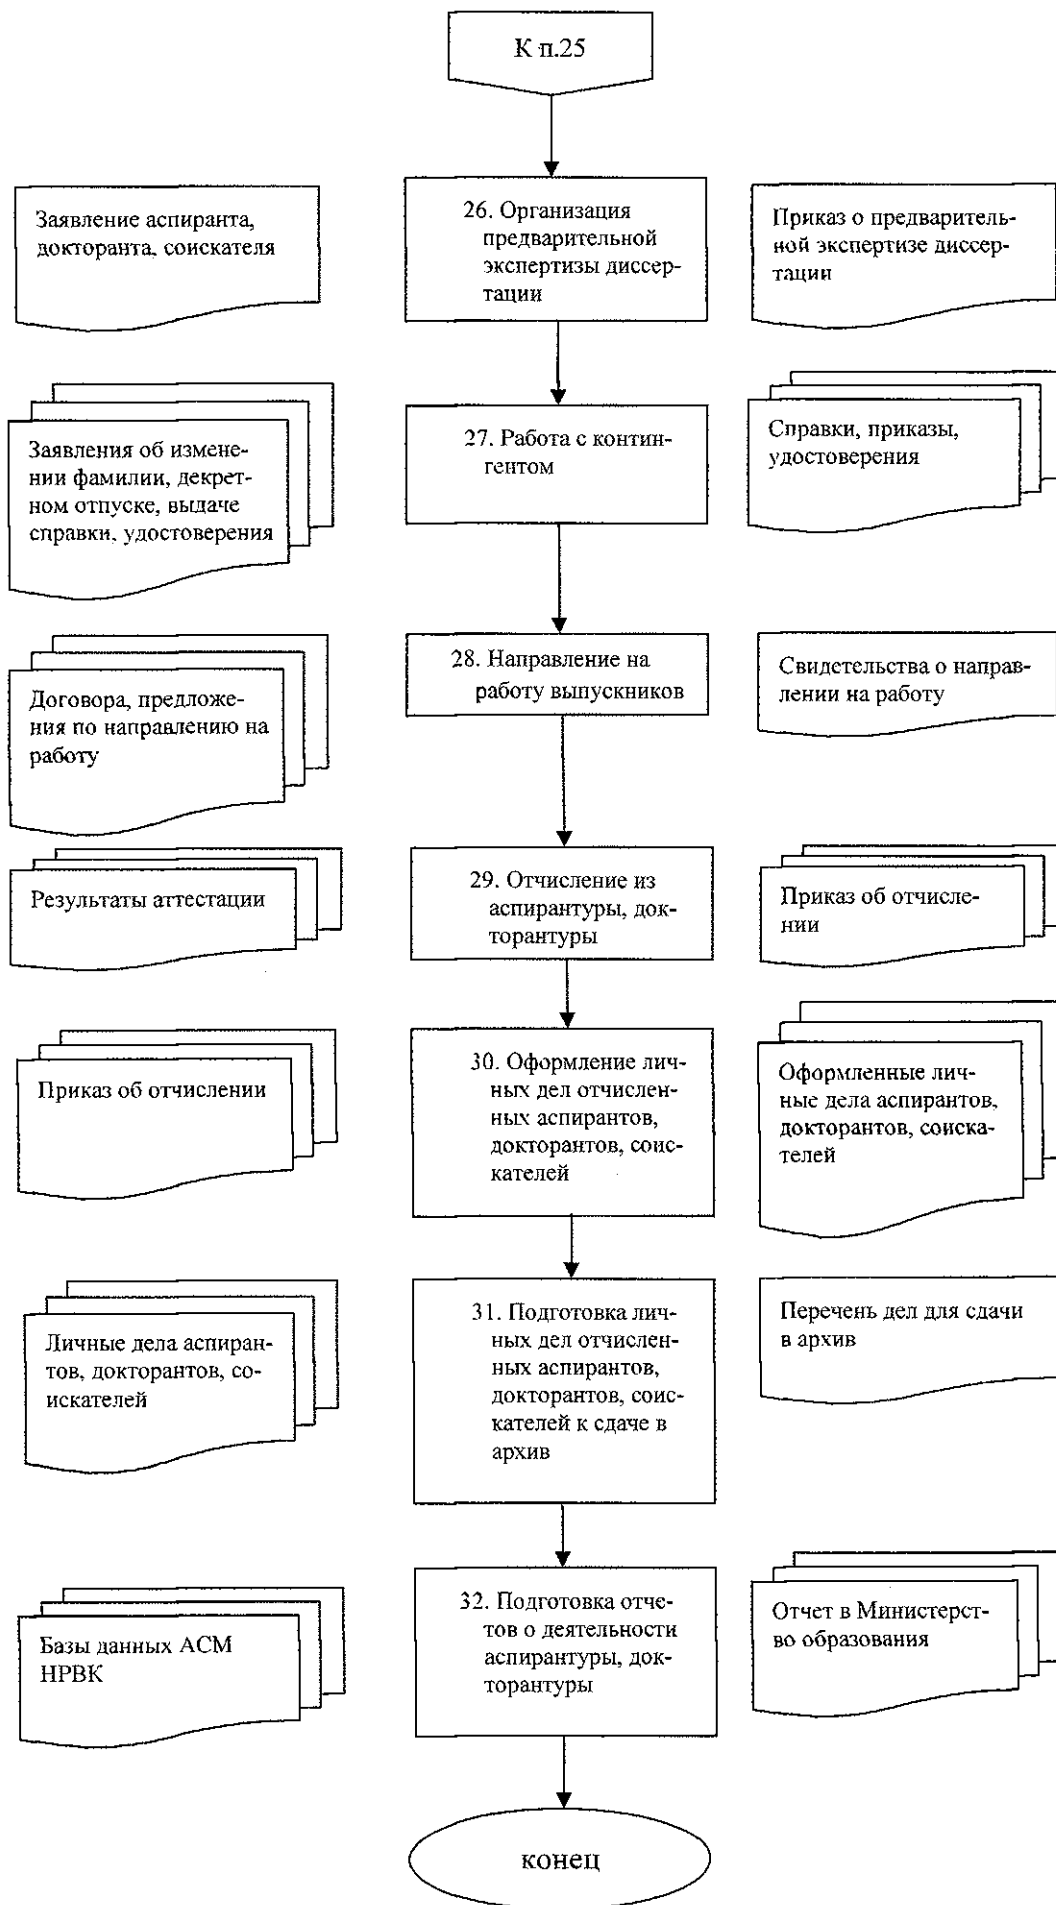 К п.25
Заявление аспиранта,
докторанта, соискателя
26. Организация
предварительной
экспертизы диссер-
тации
Приказ о предваритель-
ной экспертизе диссер-
тации
Заявления об измене-
нии фамилии, декрет-
ном отпуске, выдаче
справки, удостоверения
27. Работа с контин-
гентом
Справки, приказы,
удостоверения
Договора, предложе-
ния по направлению на
работу
28. Направление на
работу выпускников
Свидетельства о направ-
лении на работу
Результаты аттестации
29. Отчисление из
аспирантуры, док-
торантуры
Приказ об отчисле-
нии
Приказ об отчислении
30. Оформление лич-
ных дел отчислен-
ных аспирантов,
докторантов, соис-
кателей
Оформленные лич-
ные дела аспирантов,
докторантов, соиска-
телей
Личные дела аспиран-
тов, докторантов, со-
искателей
31. Подготовка лич-
ных дел отчислен-
ных аспирантов,
докторантов, соис-
кателей к сдаче в
архив
Перечень дел для сдачи
в архив
Базы данных АСМ
НРВК
32. Подготовка отче-
тов о деятельности
аспирантуры, док-
торантуры
Отчет в Министерст-
во образования
конец